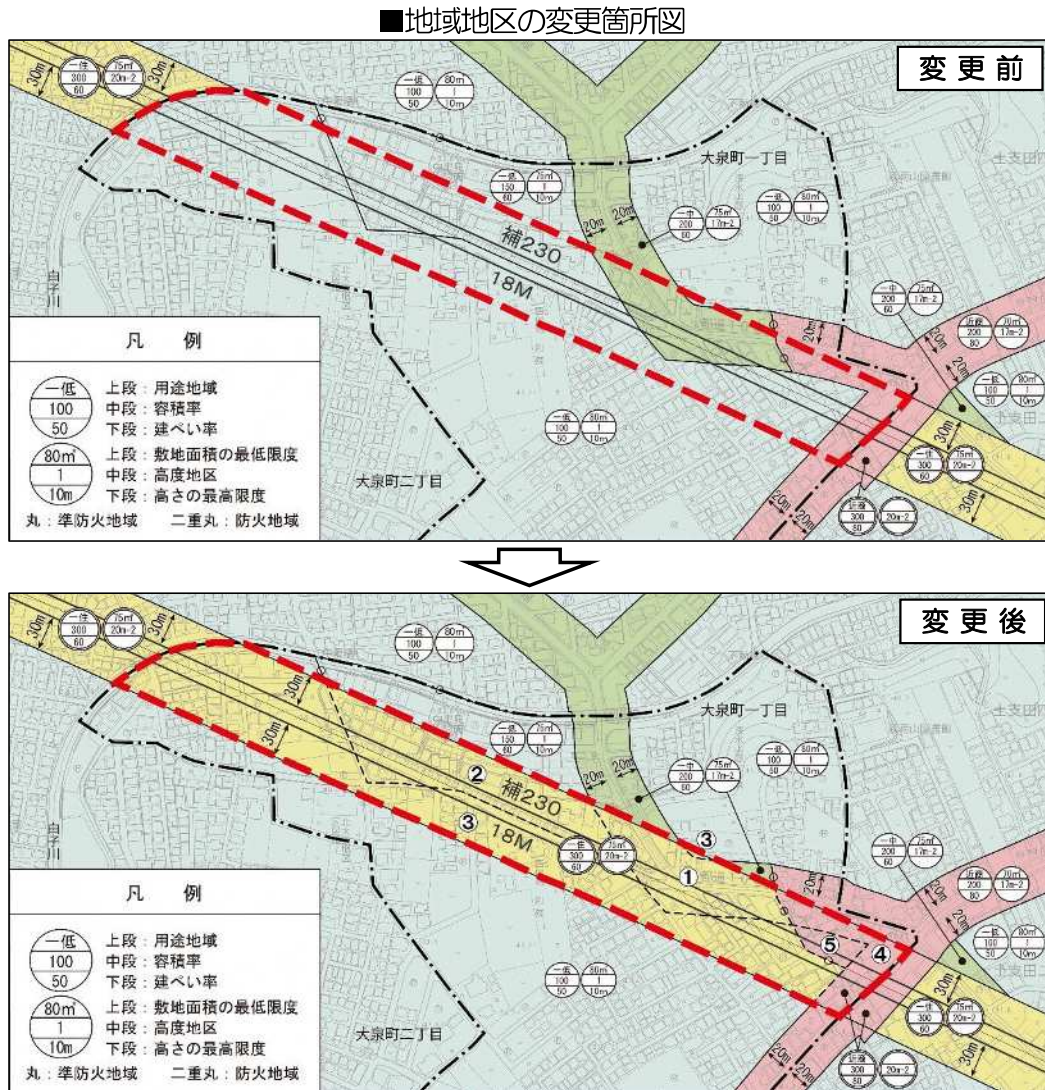 ■地域地区の変更箇所図
変更前
30m
一住
300
60
75㎡
20m-2
30m
一低
100
50
80㎡
1
10m
大泉町一丁目
一低
150
60
75㎡
1
10m
20m
20m
一中
200
60
75㎡
17m-2
一低
100
50
80㎡
1
10m
補230
18M
白子川
一中
200
60
75㎡
17m-2
20m
20m
近商
200
80
70㎡
17m-2
20m
一低
100
50
80㎡
1
10m
30m
一低
100
50
80㎡
1
10m
一住
300
60
75㎡
20m-2
30m
大泉町二丁目
20m
20m
近商
300
80
20m-2
凡 例
一低
100
50
上段：用途地域
中段：容積率
下段：建ぺい率
80㎡
1
10m
上段：敷地面積の最低限度
中段：高度地区
下段：高さの最高限度
丸：準防火地域 二重丸：防火地域
変更後
30m
一住
300
60
75㎡
20m-2
30m
一低
100
50
80㎡
1
10m
大泉町一丁目
30m
30m
一低
150
60
75㎡
1
10m
20m
20m
一中
200
60
75㎡
17m-2
一低
100
50
80㎡
1
10m
②
補230
③
18M
白子川
一住
300
60
75㎡
20m-2
③
①
一中
200
60
75㎡
17m-2
20m
20m
近商
200
80
70㎡
17m-2
⑤
④
20m
一低
100
50
80㎡
1
10m
30m
一低
100
50
80㎡
1
10m
一住
300
60
75㎡
20m-2
30m
大泉町二丁目
20m
20m
近商
300
80
20m-2
凡 例
一低
100
50
上段：用途地域
中段：容積率
下段：建ぺい率
80㎡
1
10m
上段：敷地面積の最低限度
中段：高度地区
下段：高さの最高限度
丸：準防火地域 二重丸：防火地域